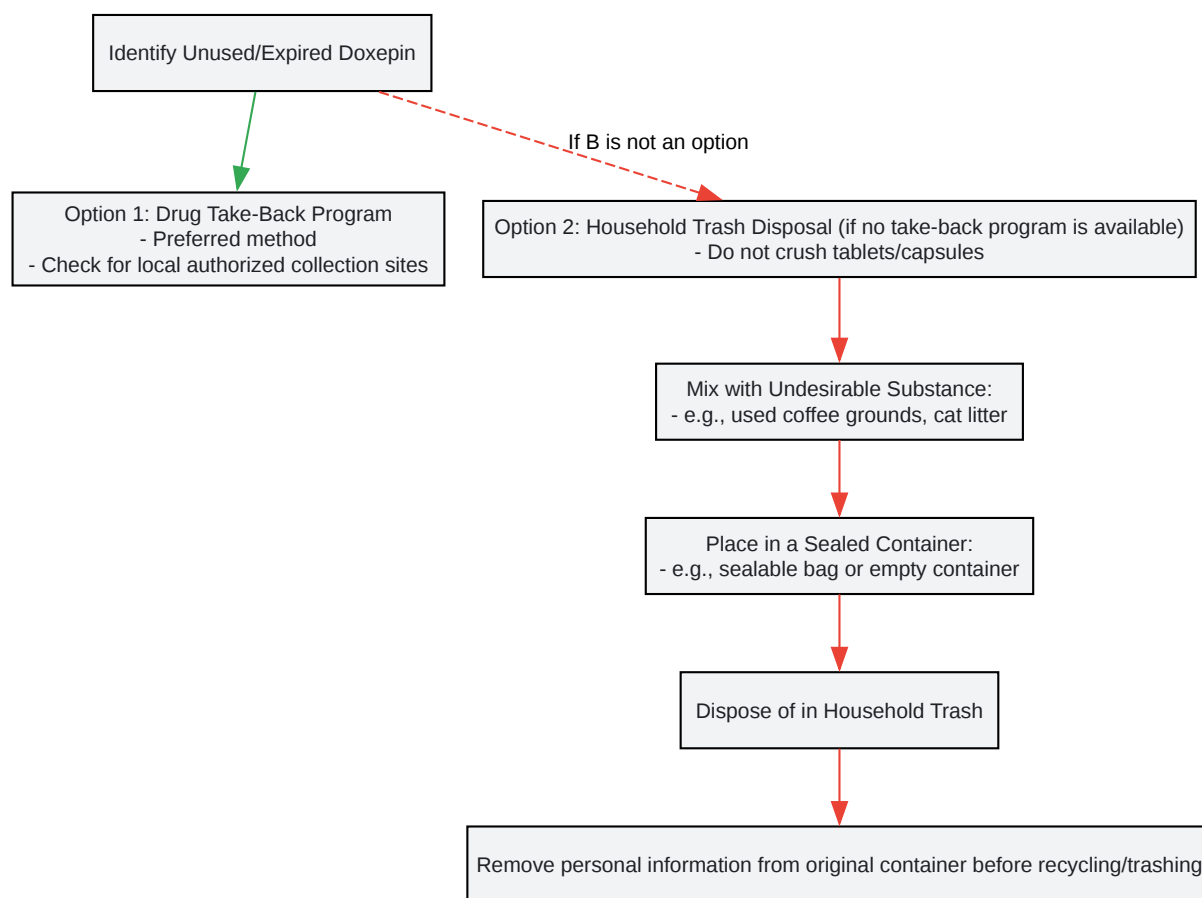 Identify Unused/Expired Doxepin
If B is not an option
Option 1: Drug Take-Back Program
- Preferred method
- Check for local authorized collection sites
Option 2: Household Trash Disposal (if no take-back program is available)
- Do not crush tablets/capsules
Mix with Undesirable Substance:
- e.g., used coffee grounds, cat litter
Place in a Sealed Container:
- e.g., sealable bag or empty container
Dispose of in Household Trash
Remove personal information from original container before recycling/trashing